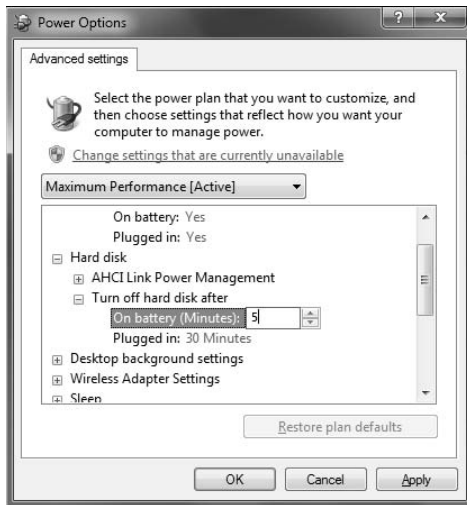 Power Options
Advanced settings
Select the power plan that you want to customize, and
then choose settings that reflect how you want your
computer to manage power.
Change settings that are currently unavailable
Maximum Performance [Active]
On battery: Yes
Plugged in: Yes
Hard disk
AHCI Link Power Management
Turn off hard disk after
On battery (Minutes): 5
Plugged in: 30 Minutes
Desktop background settings
Wireless Adapter Settings
Sleep
Restore plan defaults
OK Cancel Apply